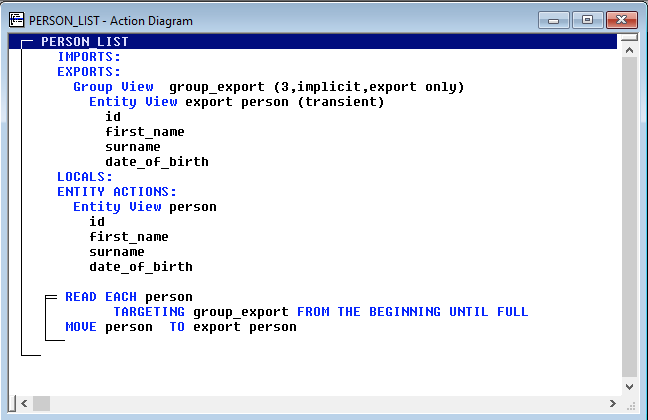 PERSON_LIST - Action Diagram
PERSON_LIST
IMPORTS:
EXPORTS:
Group View  group_export (3,implicit,export only)
Entity View export person (transient)
id
first_name
surname
date_of_birth
LOCALS:
ENTITY ACTIONS:
Entity View person
id
first_name
surname
date_of_birth
READ EACH person
TARGETING group_export FROM THE BEGINNING UNTIL FULL
MOVE person  TO export person